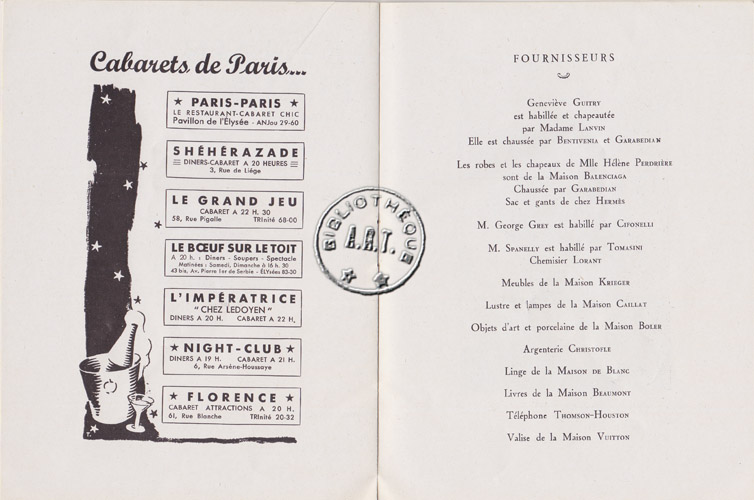 Cabarets de Paris...
★ PARIS-PARIS ★
LE RESTAURANT-CABARET CHIC
Pavillon de l'Élysée - ANJou 29-60
SHÉHÉRAZADE
DINERS-CABARET A 20 HEURES
3, Rue de Liége
LE GRAND JEU
CABARET A 22 H. 30
58, Rue Pigalle TRInité 68-00
LE BŒUF SUR LE TOIT
A 20 h. : Diners - Soupers - Spectacle
Matinées : Samedi, Dimanche à 16 h. 30
43 bis, Av. Pierre 1er de Serbie - ÉLYsées 83-30
L'IMPÉRATRICE
"CHEZ LEDOYEN"
DINERS A 20 H. CABARET A 22 H.
★ NIGHT-CLUB ★
DINERS A 19 H. CABARET A 21 H.
6, Rue Arsène-Houssaye
★ FLORENCE ★
CABARET ATTRACTIONS A 20 H.
61, Rue Blanche TRInité 20-32
BIBLIOTHÈQUE
A.R.T.
FOURNISSEURS
Geneviève GUITRY
est habillée et chapeautée
par Madame LANVIN
Elle est chaussée par BENTIVENIA et GARABEDIAN
Les robes et les chapeaux de Mlle Hélène PERDRIÈRE
sont de la Maison BALENCIAGA
Chaussée par GARABEDIAN
Sac et gants de chez HERMÈS
M. George GREY est habillé par CIFONELLI
M. SPANELLY est habillé par TOMASINI
Chemisier LORANT
Meubles de la Maison KRIEGER
Lustre et lampes de la Maison CAILLAT
Objets d'art et porcelaine de la Maison BOLER
Argenterie CHRISTOFLE
Linge de la MAISON DE BLANC
Livres de la Maison BEAUMONT
Téléphone THOMSON-HOUSTON
Valise de la Maison VUITTON